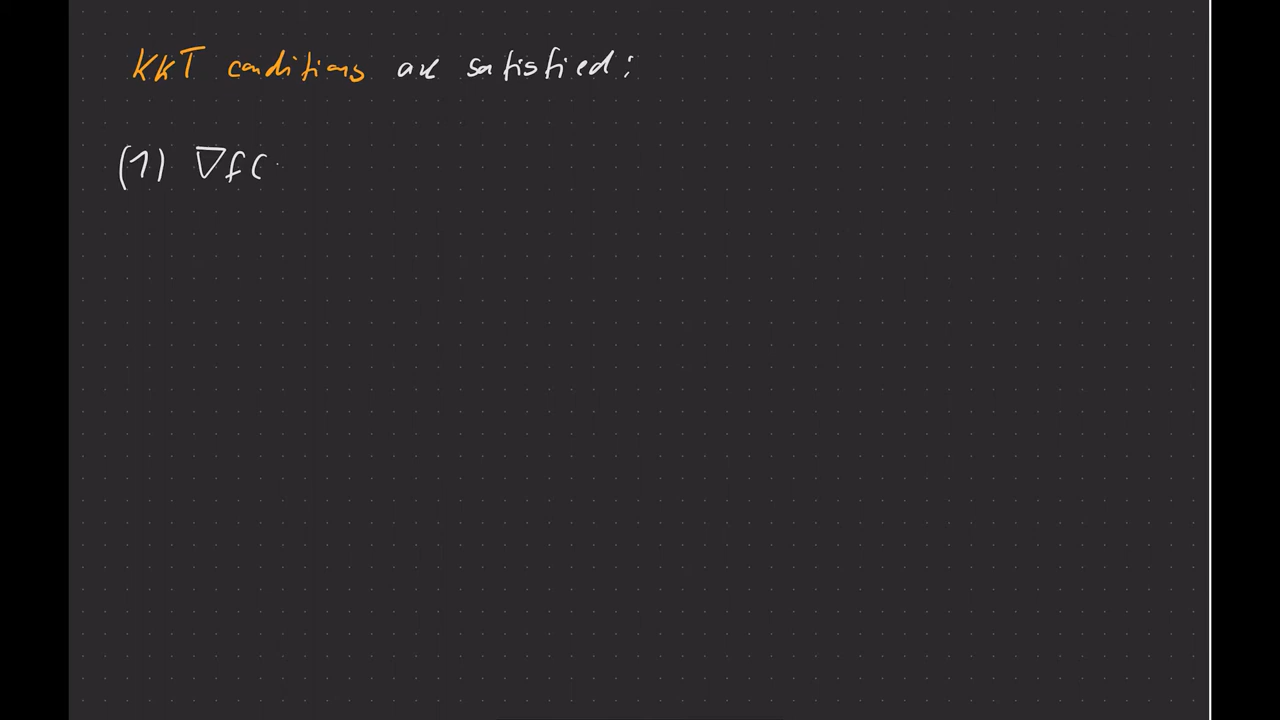 KKT conditions are satisfied:
(1) ∇f(